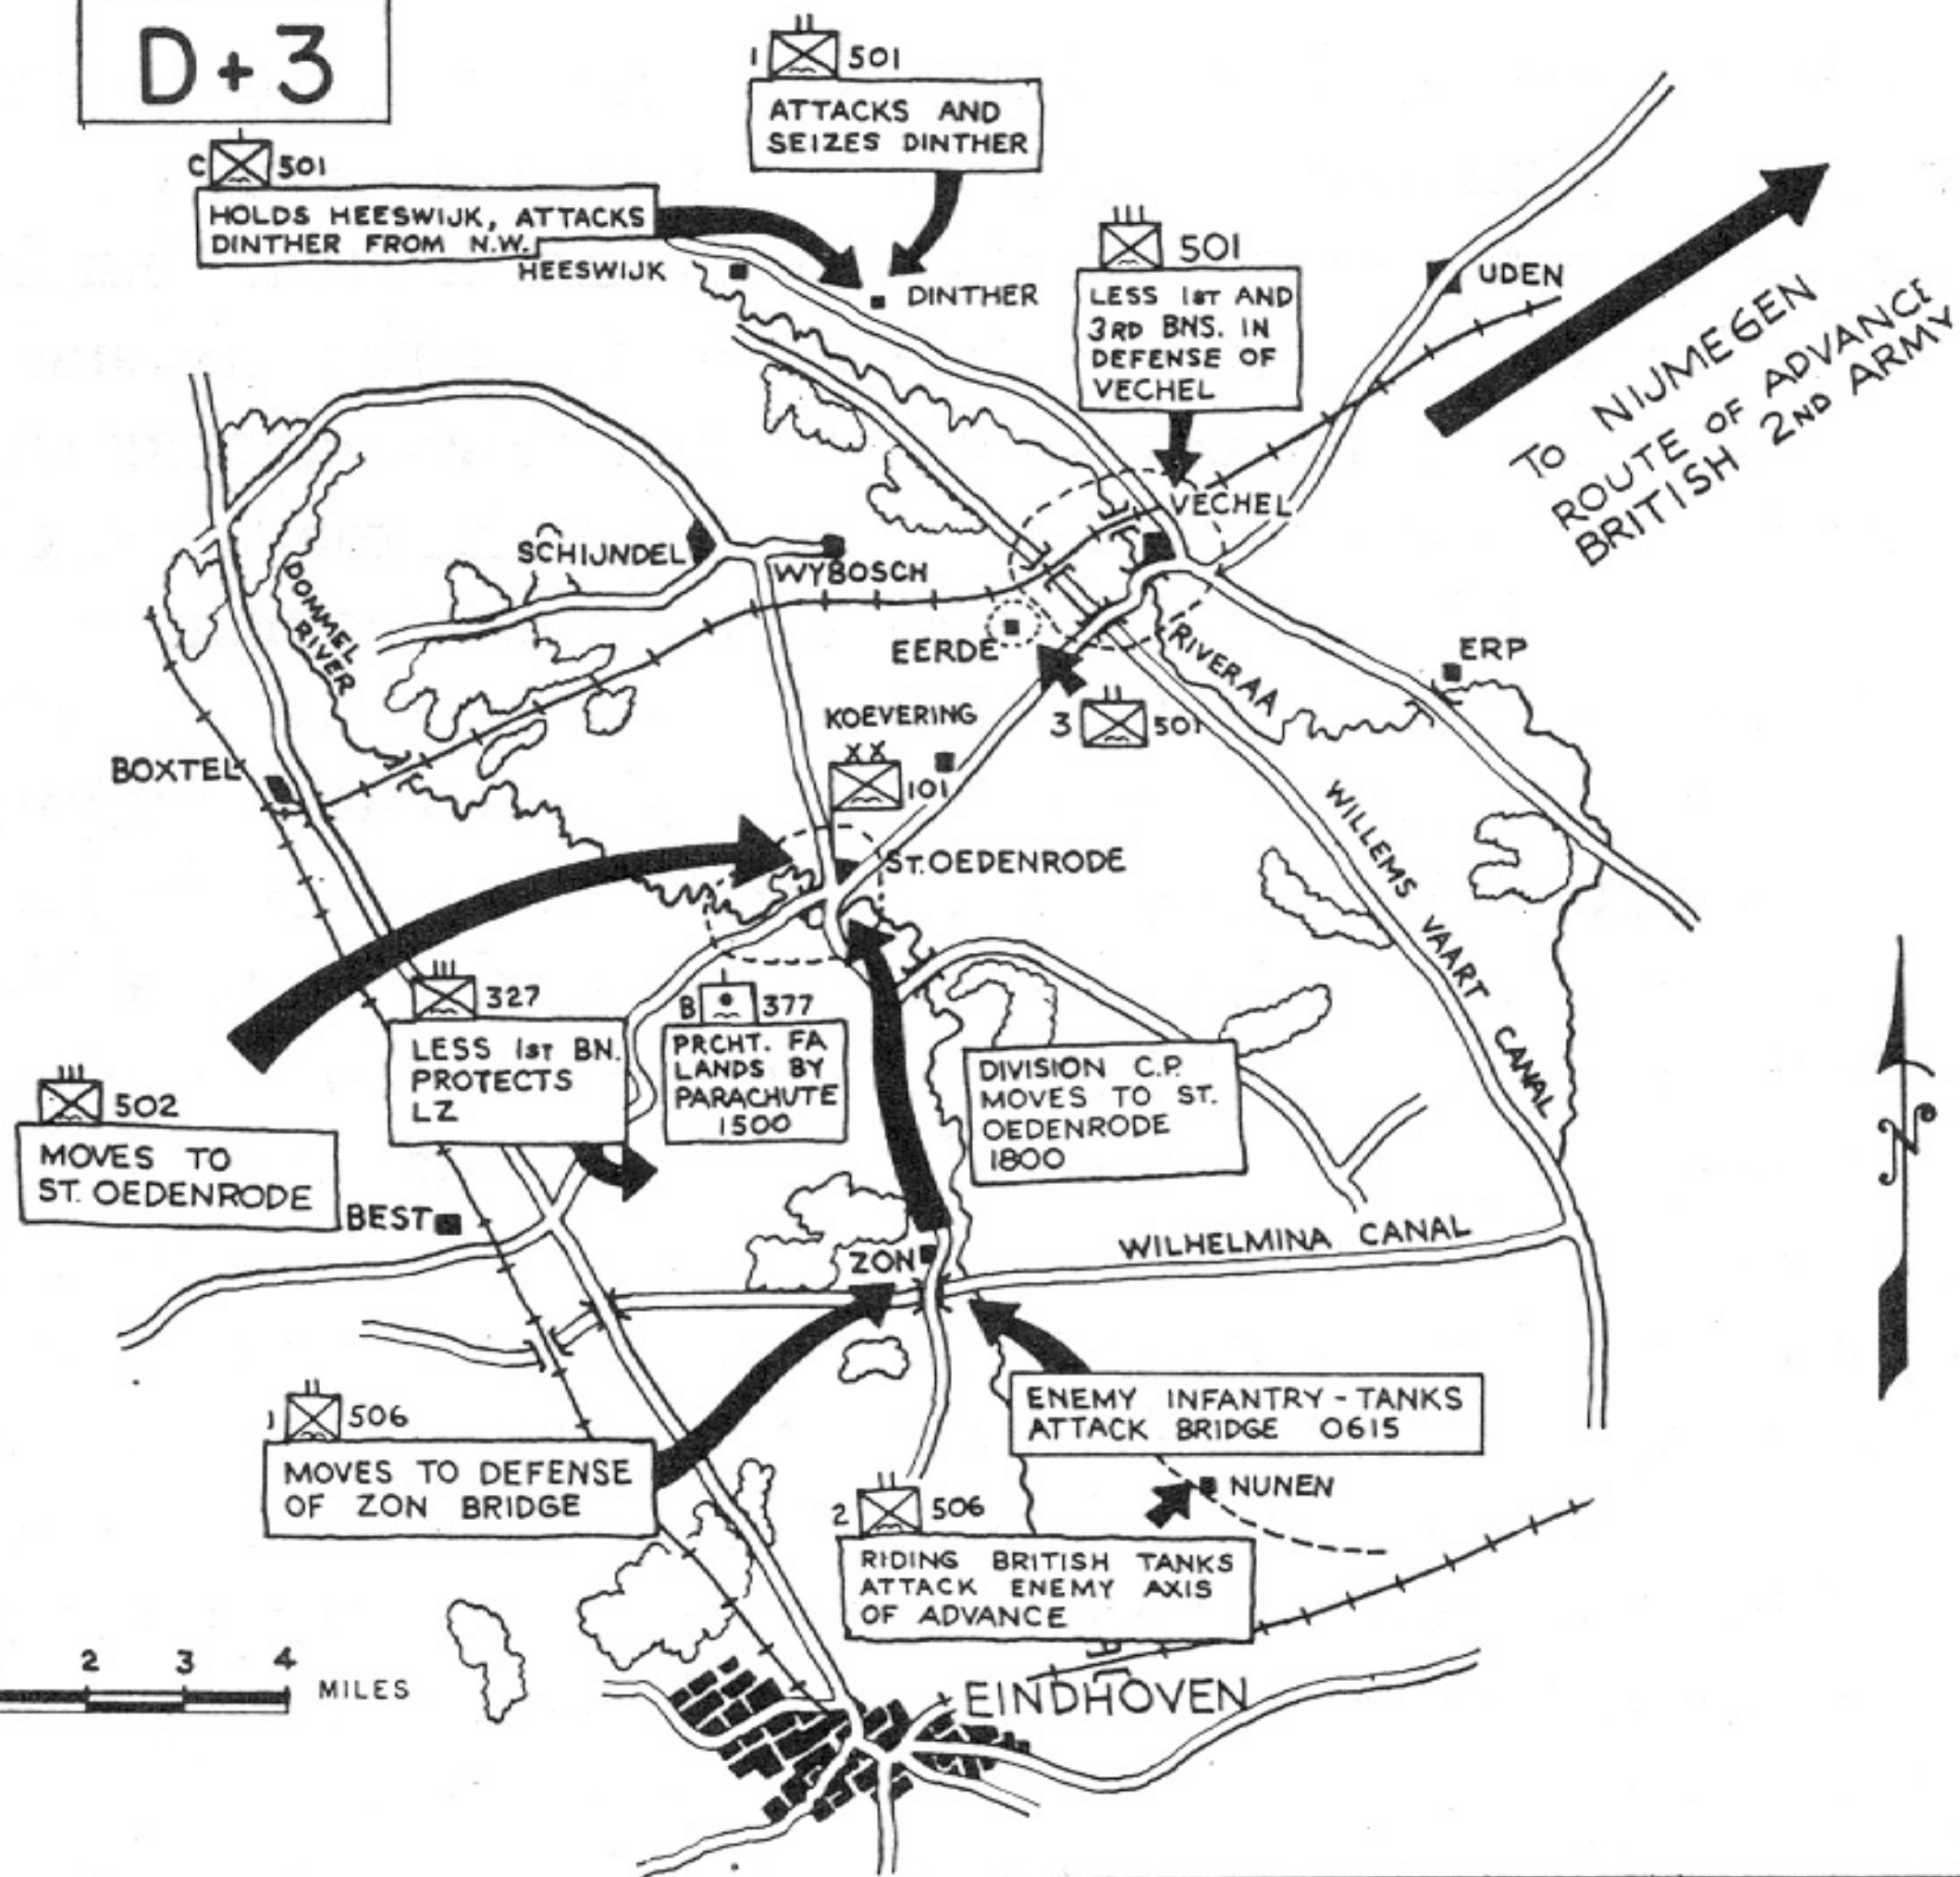 D+3
1 501
ATTACKS AND
SEIZES DINTHER
C 501
HOLDS HEESWIJK, ATTACKS
DINTHER FROM N.W.
HEESWIJK
DINTHER
501
LESS 1ST AND
3RD BNS. IN
DEFENSE OF
VECHEL
UDEN
TO NIJMEGEN
ROUTE OF ADVANCE
BRITISH 2ND ARMY
VECHEL
SCHIJNDEL
WYBOSCH
DOMMEL
RIVER
EERDE
RIVER AA
ERP
KOEVERING
3 501
BOXTEL
XX
101
WILLEMS VAART CANAL
ST. OEDENRODE
327
LESS 1ST BN.
PROTECTS
LZ
B 377
PRCHT. FA
LANDS BY
PARACHUTE
1500
DIVISION C.P.
MOVES TO ST.
OEDENRODE
1800
N
502
MOVES TO
ST. OEDENRODE
BEST
ZON
WILHELMINA CANAL
1 506
MOVES TO DEFENSE
OF ZON BRIDGE
ENEMY INFANTRY-TANKS
ATTACK BRIDGE 0615
NUNEN
2 506
RIDING BRITISH TANKS
ATTACK ENEMY AXIS
OF ADVANCE
2 3 4 MILES
EINDHOVEN